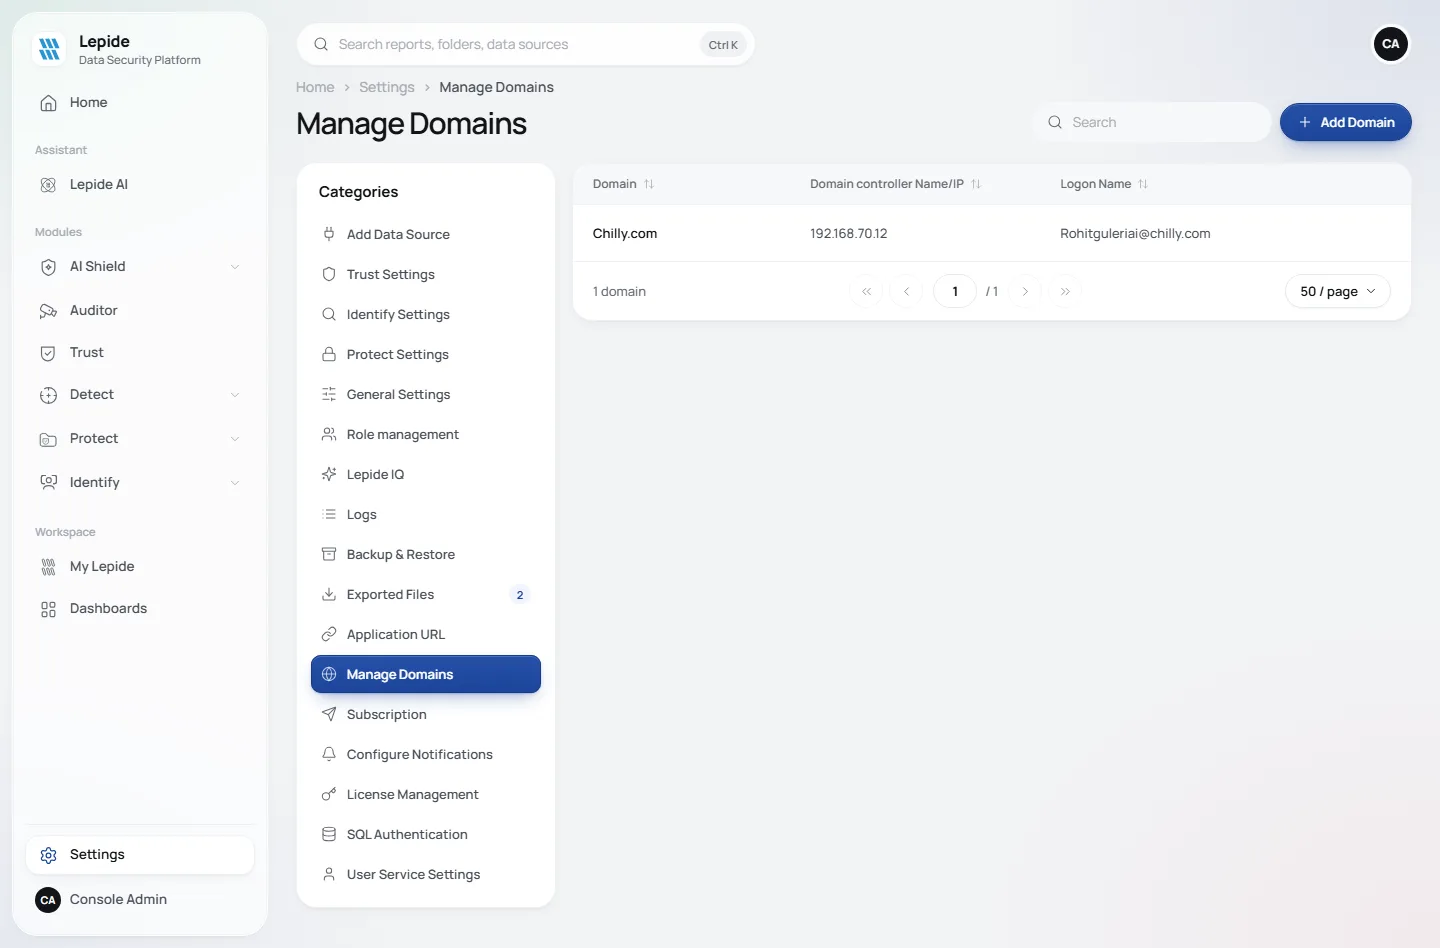 Lepide
Data Security Platform
Home
Assistant
Lepide AI
Modules
AI Shield
Auditor
Trust
Detect
Protect
Identify
Workspace
My Lepide
Dashboards
Settings
CA Console Admin
Search reports, folders, data sources Ctrl K
CA
Home > Settings > Manage Domains
Manage Domains
Search
+ Add Domain
Categories
Add Data Source
Trust Settings
Identify Settings
Protect Settings
General Settings
Role management
Lepide IQ
Logs
Backup & Restore
Exported Files 2
Application URL
Manage Domains
Subscription
Configure Notifications
License Management
SQL Authentication
User Service Settings
Domain Domain controller Name/IP Logon Name
Chilly.com 192.168.70.12 Rohitguleriai@chilly.com
1 domain 1 / 1 50 / page